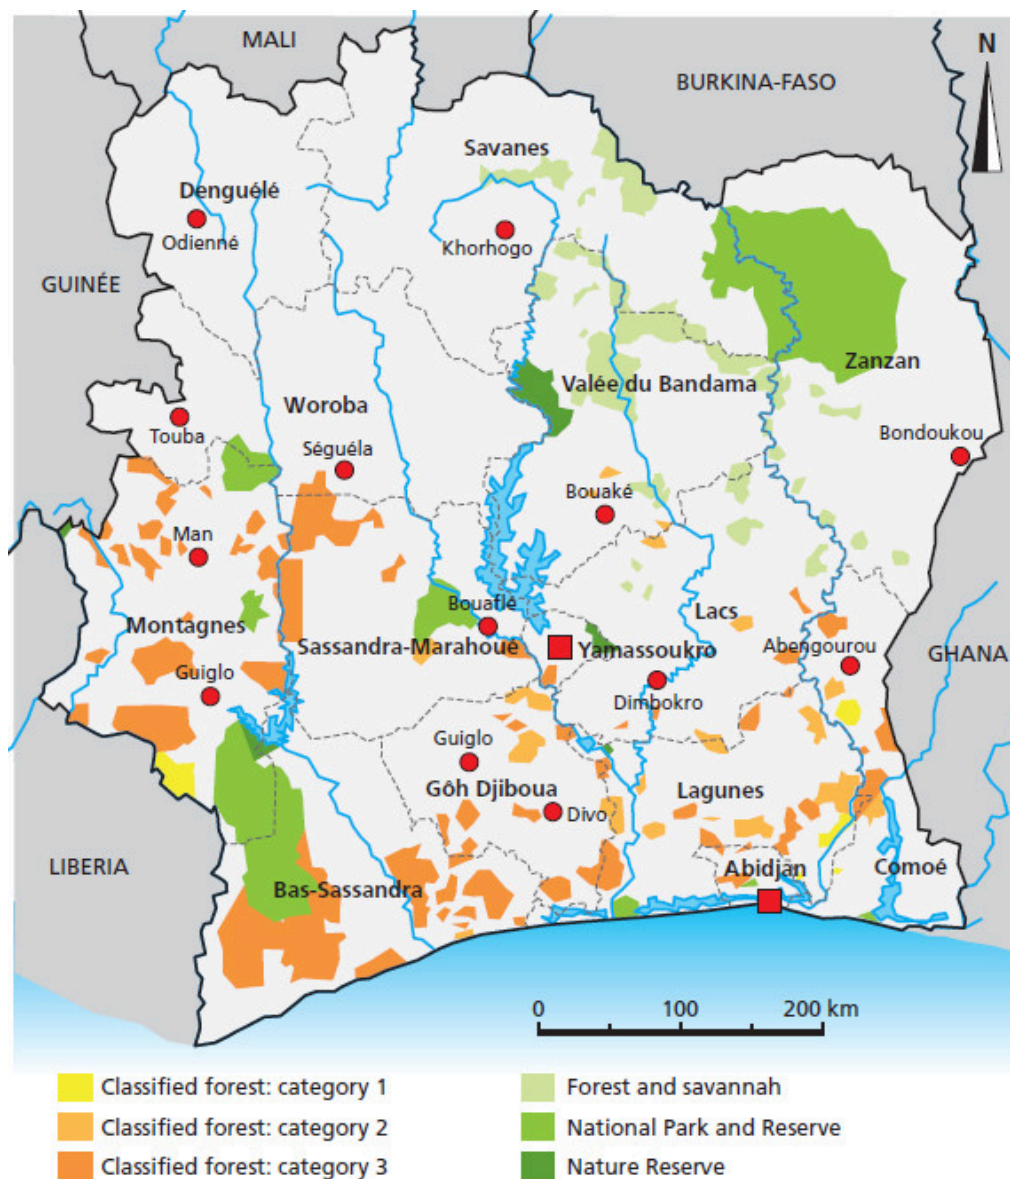 MALI
BURKINA-FASO
N
Savanes
Denguélé
Odienné
Khorhogo
GUINÉE
Zanzan
Valée du Bandama
Woroba
Touba
Séguéla
Bondoukou
Bouaké
Man
Bouaflé
Lacs
Montagnes
Sassandra-Marahoué
Yamassoukro
Abengourou
GHANA
Guiglo
Dimbokro
Guiglo
Gôh Djiboua
Lagunes
Divo
LIBERIA
Bas-Sassandra
Abidjan
Comoé
0 100 200 km
Classified forest: category 1
Classified forest: category 2
Classified forest: category 3
Forest and savannah
National Park and Reserve
Nature Reserve